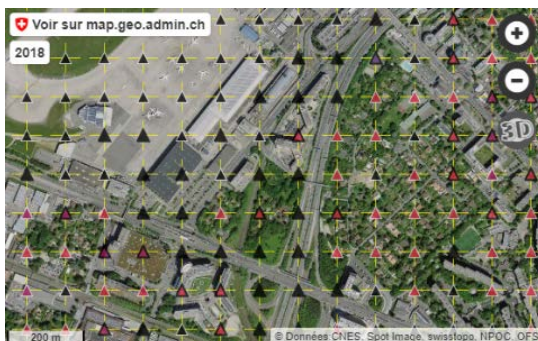 Voir sur map.geo.admin.ch
2018
3D
200 m
© Données:CNES, Spot Image, swisstopo, NPOC, OFS